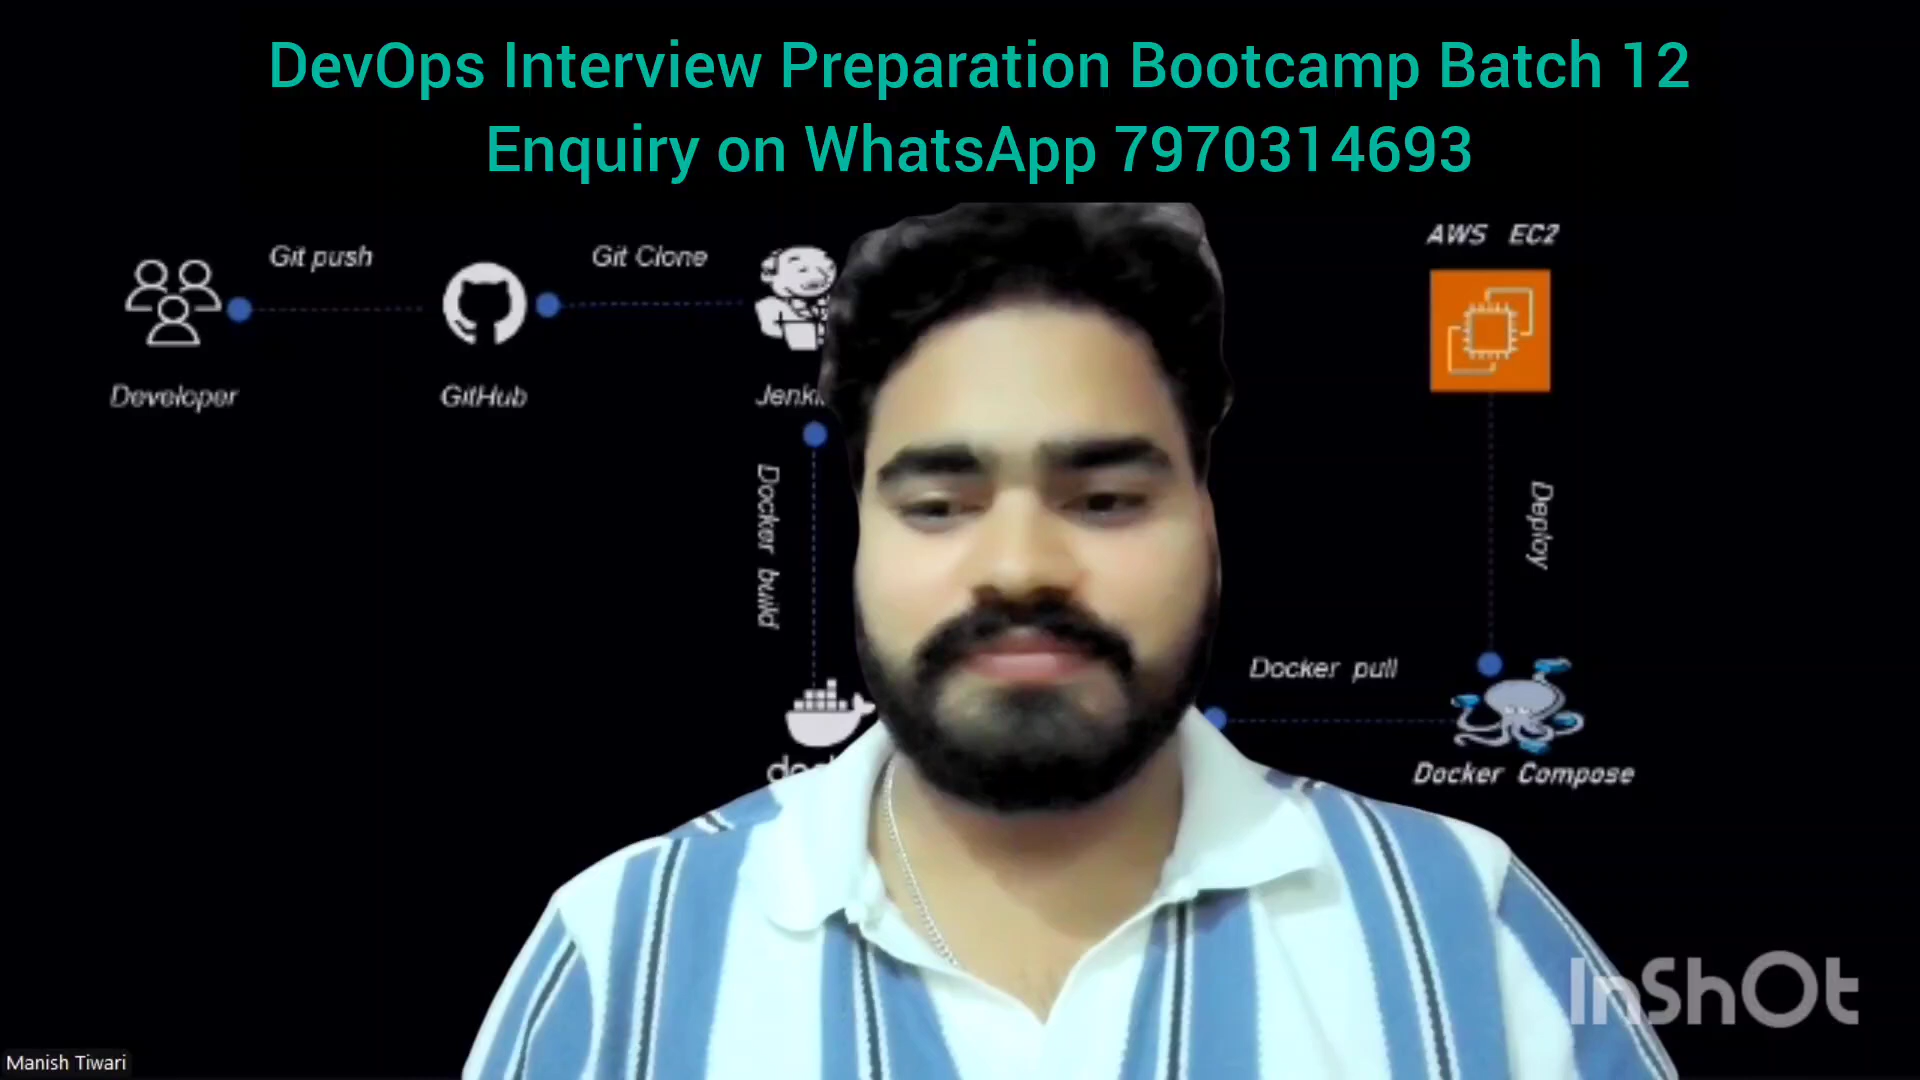 DevOps Interview Preparation Bootcamp Batch 12
Enquiry on WhatsApp 7970314693
AWS EC2
Git push
Git Clone
Developer
GitHub
Docker build
Deploy
Docker pull
Docker Compose
InShOt
Manish Tiwari